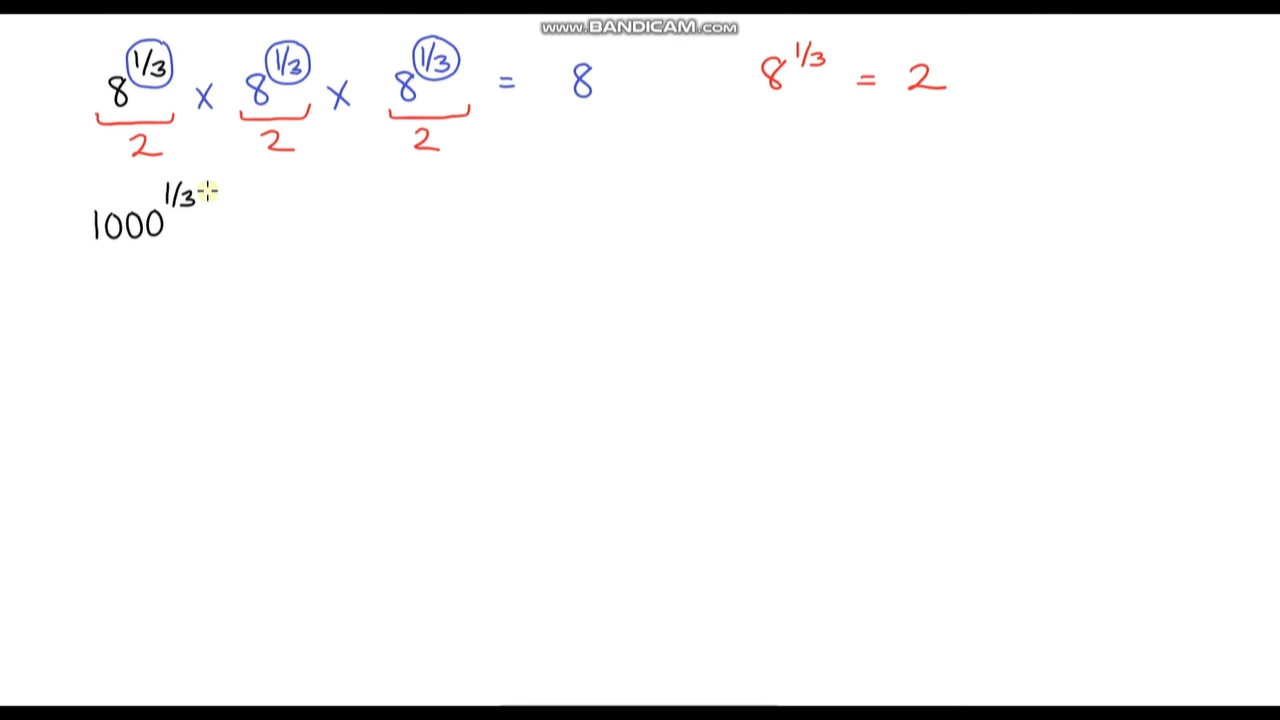 www.BANDICAM.com
8^{1/3} x 8^{1/3} x 8^{1/3} = 8 8^{1/3} = 2
2 2 2
1000^{1/3}